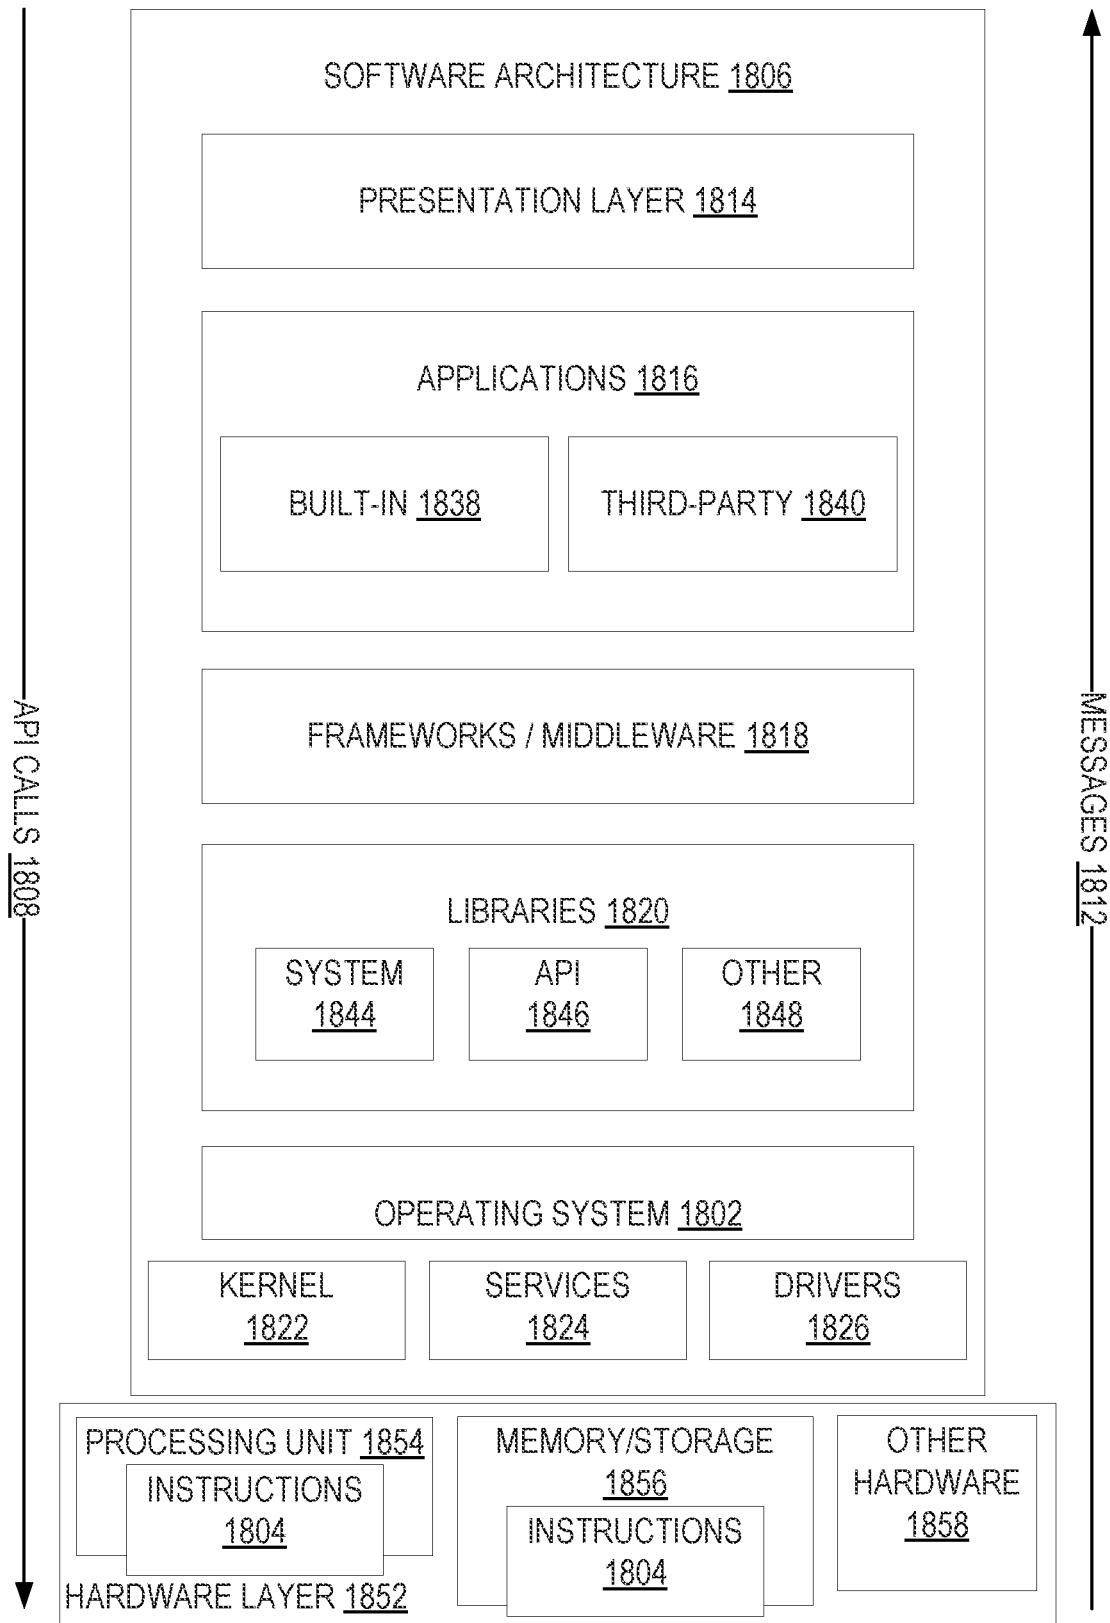 SOFTWARE ARCHITECTURE 1806
PRESENTATION LAYER 1814
APPLICATIONS 1816
BUILT-IN 1838
THIRD-PARTY 1840
FRAMEWORKS / MIDDLEWARE 1818
API CALLS 1808
MESSAGES 1812
LIBRARIES 1820
SYSTEM
1844
API
1846
OTHER
1848
OPERATING SYSTEM 1802
KERNEL
1822
SERVICES
1824
DRIVERS
1826
PROCESSING UNIT 1854
INSTRUCTIONS
1804
MEMORY/STORAGE
1856
INSTRUCTIONS
1804
OTHER
HARDWARE
1858
HARDWARE LAYER 1852